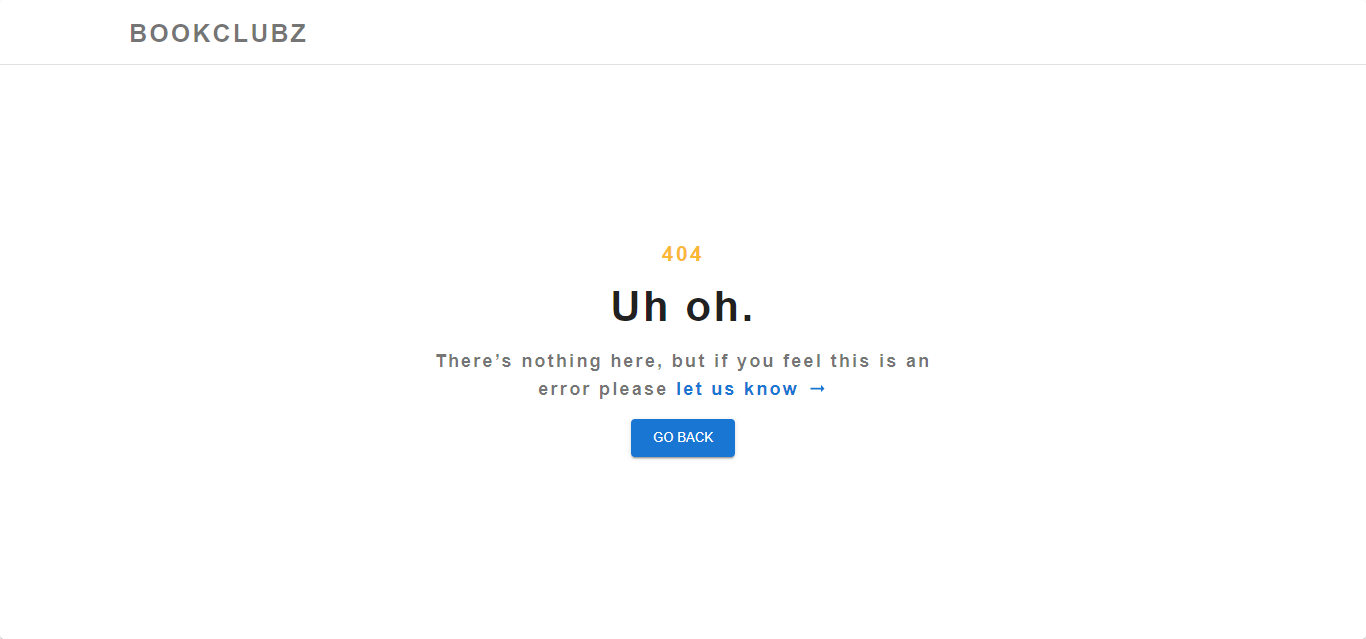 BOOKCLUBZ
404
Uh oh.
There’s nothing here, but if you feel this is an
error please let us know →
GO BACK